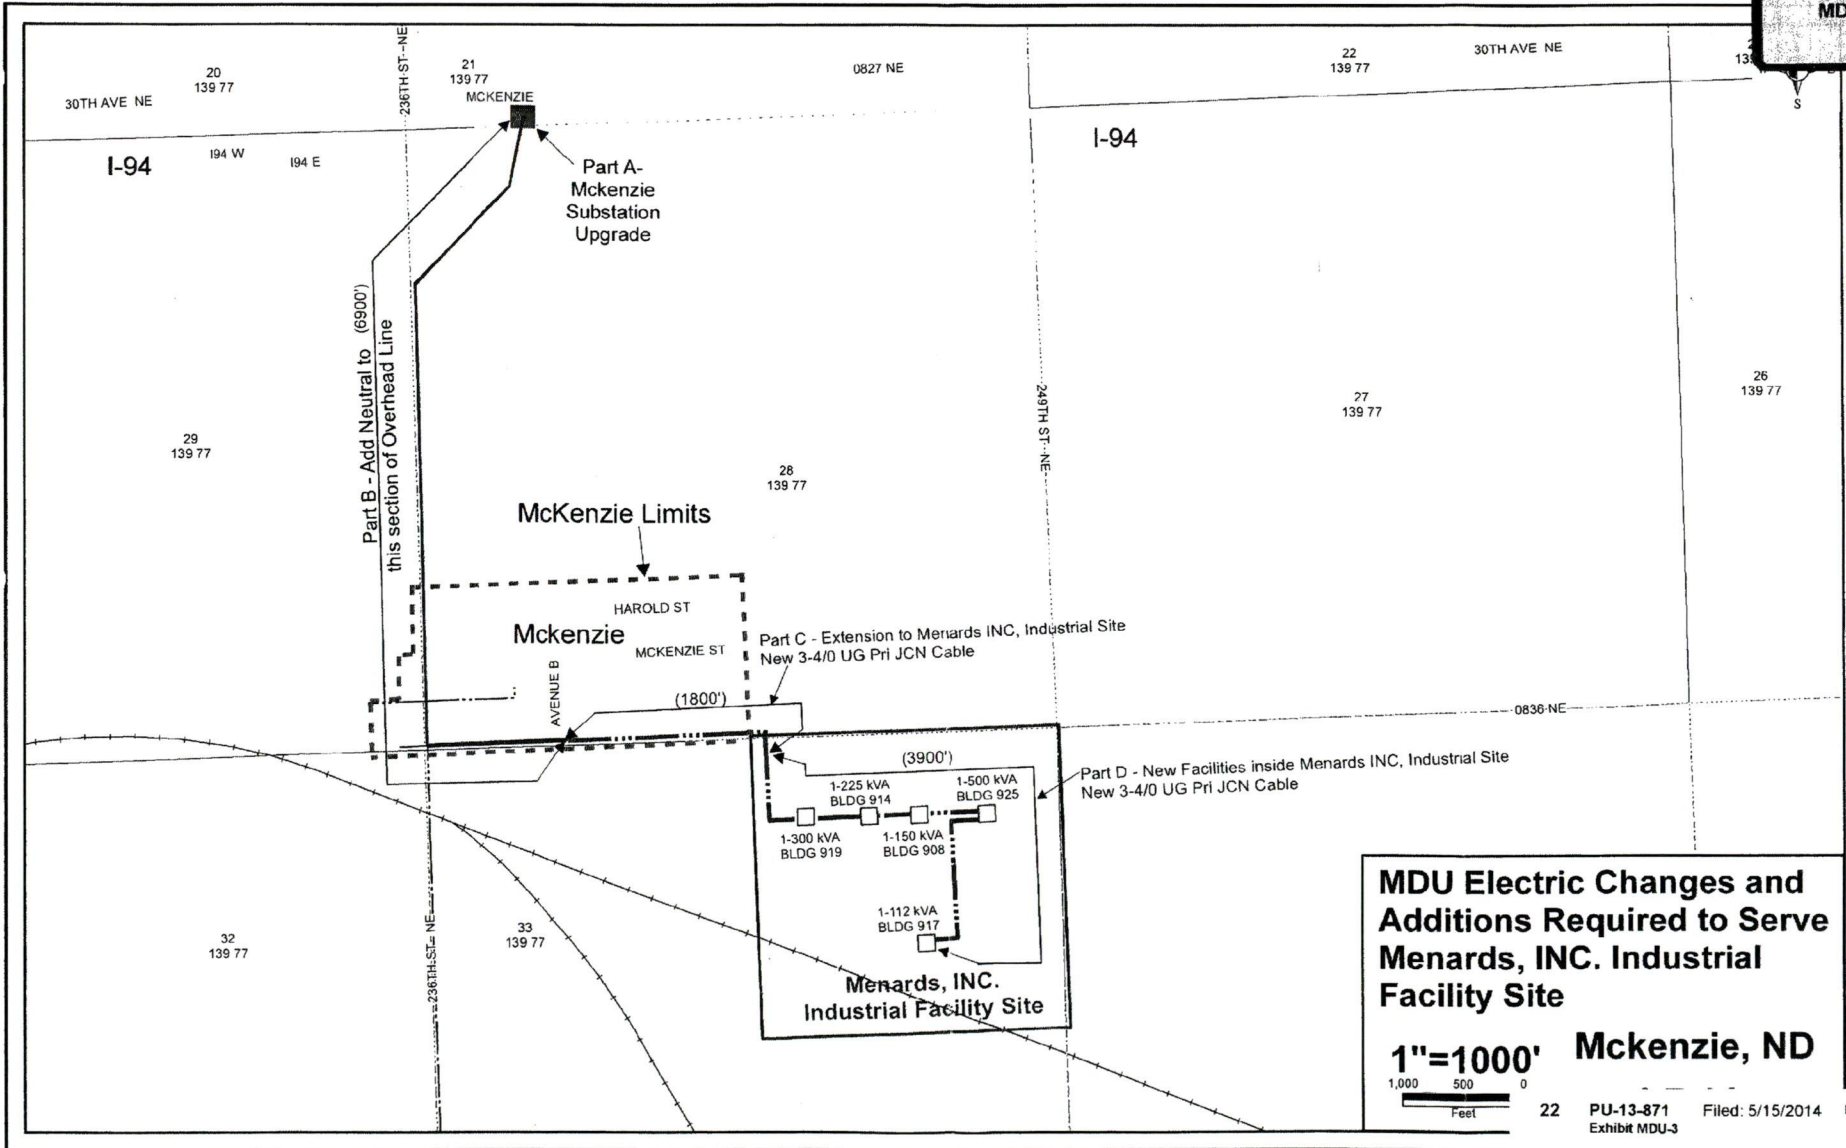 MD
20
139 77
236TH ST NE
21
139 77
0827 NE
22
139 77
30TH AVE NE
30TH AVE NE
MCKENZIE
S
I-94
I94 W
I94 E
I-94
Part A-
Mckenzie
Substation
Upgrade
Part B - Add Neutral to (6900')
this section of Overhead Line
249TH ST NE
27
139 77
26
139 77
29
139 77
28
139 77
McKenzie Limits
HAROLD ST
Mckenzie
MCKENZIE ST
AVENUE B
Part C - Extension to Menards INC, Industrial Site
New 3-4/0 UG Pri JCN Cable
(1800')
0836 NE
(3900')
Part D - New Facilities inside Menards INC, Industrial Site
New 3-4/0 UG Pri JCN Cable
1-225 kVA
BLDG 914
1-500 kVA
BLDG 925
1-300 kVA
BLDG 919
1-150 kVA
BLDG 908
1-112 kVA
BLDG 917
32
139 77
236TH ST NE
33
139 77
Menards, INC.
Industrial Facility Site
MDU Electric Changes and
Additions Required to Serve
Menards, INC. Industrial
Facility Site
1"=1000'
Mckenzie, ND
1,000 500 0
Feet
22 PU-13-871 Filed: 5/15/2014
Exhibit MDU-3